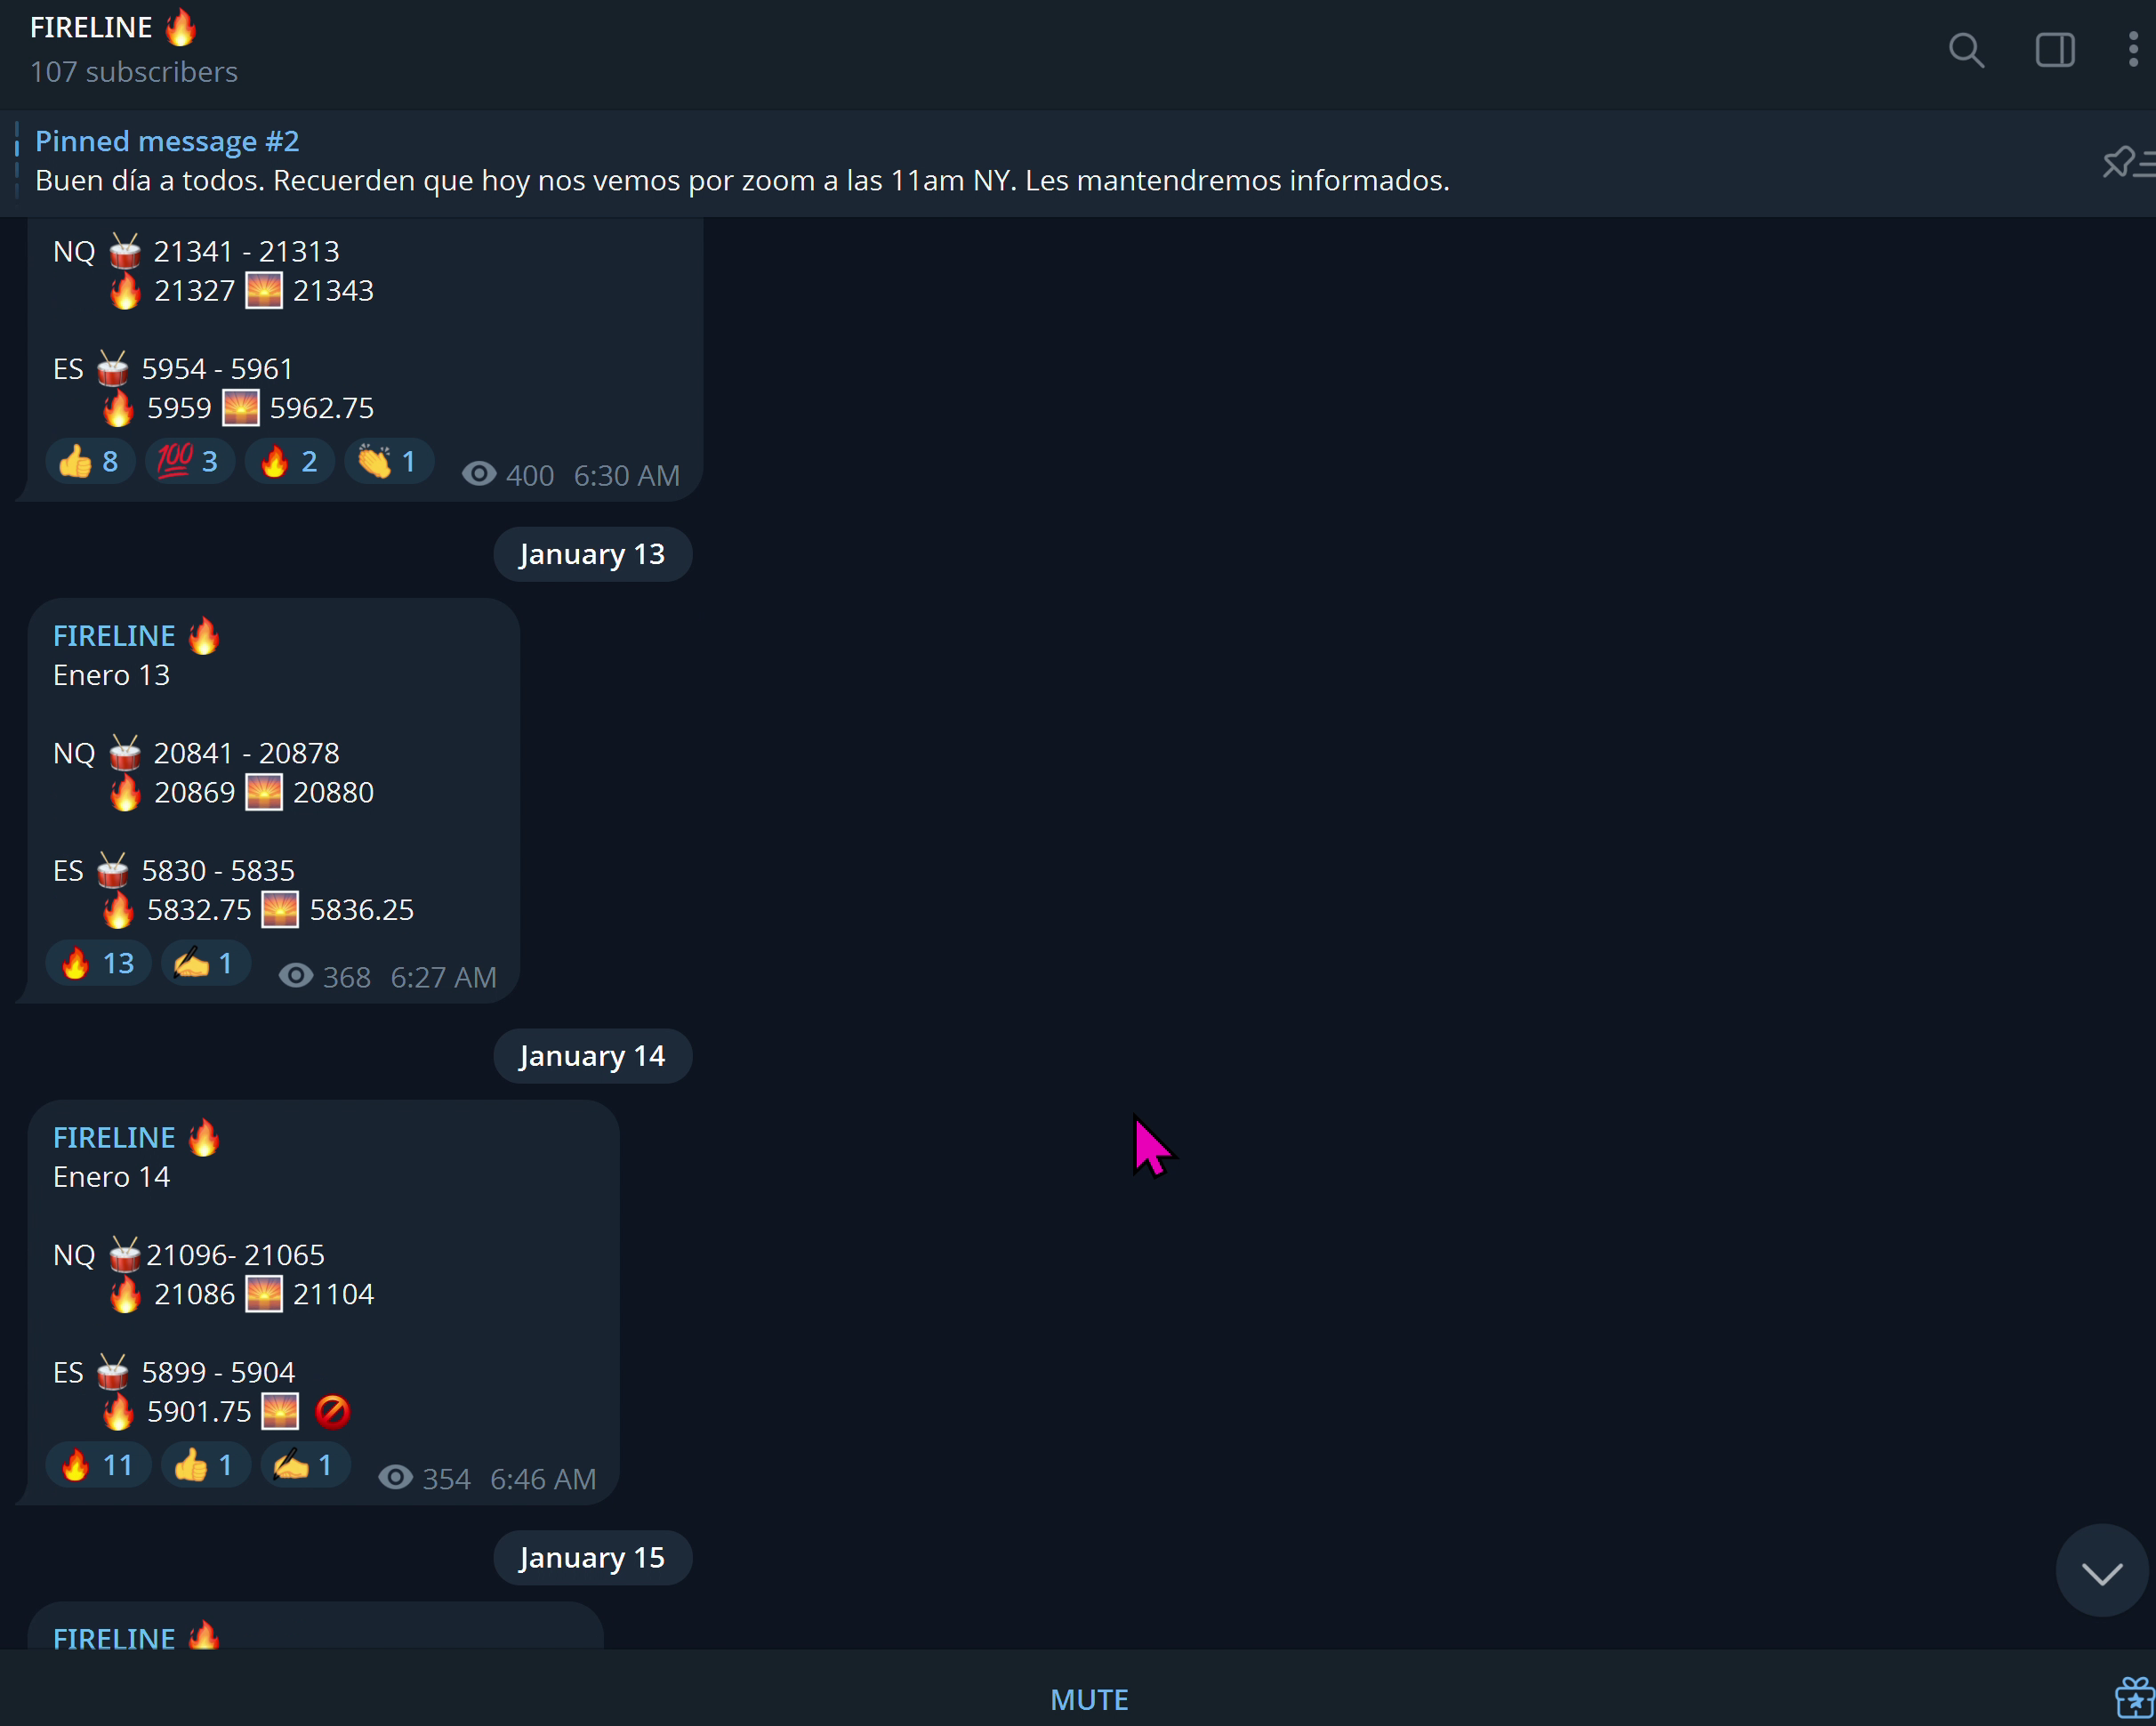 FIRELINE 🔥
107 subscribers
Pinned message #2
Buen día a todos. Recuerden que hoy nos vemos por zoom a las 11am NY. Les mantendremos informados.
NQ 🥁 21341 - 21313
🔥 21327 🌅 21343
ES 🥁 5954 - 5961
🔥 5959 🌅 5962.75
👍 8 💯 3 🔥 2 👏 1 400 6:30 AM
January 13
FIRELINE 🔥
Enero 13
NQ 🥁 20841 - 20878
🔥 20869 🌅 20880
ES 🥁 5830 - 5835
🔥 5832.75 🌅 5836.25
🔥 13 ✍️ 1 368 6:27 AM
January 14
FIRELINE 🔥
Enero 14
NQ 🥁21096- 21065
🔥 21086 🌅 21104
ES 🥁 5899 - 5904
🔥 5901.75 🌅 🚫
🔥 11 👍 1 ✍️ 1 354 6:46 AM
January 15
FIRELINE 🔥
MUTE